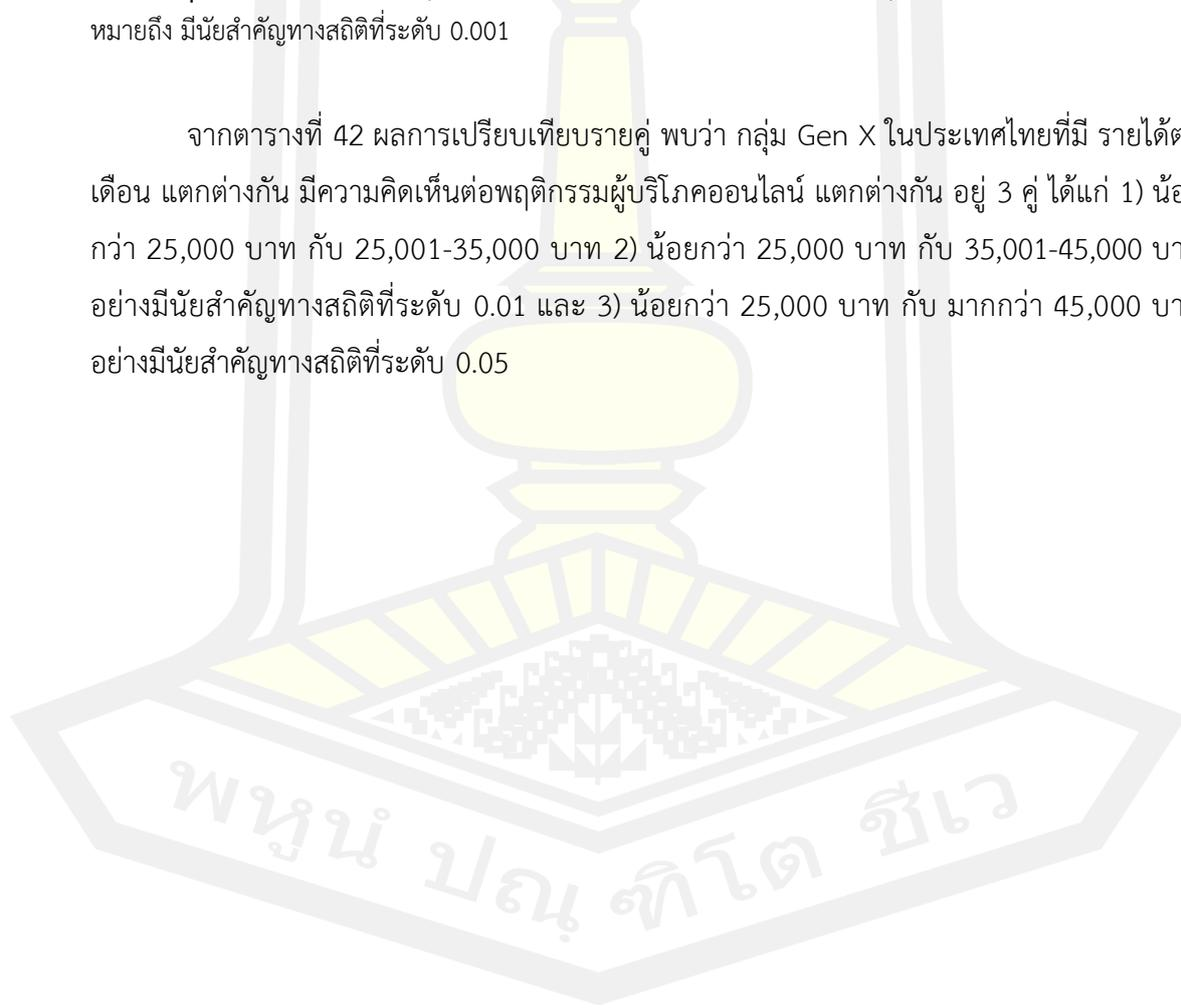 หมายถึง มีนัยสำคัญทางสถิติที่ระดับ 0.001
จากตารางที่ 42 ผลการเปรียบเทียบรายคู่ พบว่า กลุ่ม Gen X ในประเทศไทยที่มี รายได้ต
เดือน แตกต่างกัน มีความคิดเห็นต่อพฤติกรรมผู้บริโภคออนไลน์ แตกต่างกัน อยู่ 3 คู่ ได้แก่ 1) น้อ
กว่า 25,000 บาท กับ 25,001-35,000 บาท 2) น้อยกว่า 25,000 บาท กับ 35,001-45,000 บา
อย่างมีนัยสำคัญทางสถิติที่ระดับ 0.01 และ 3) น้อยกว่า 25,000 บาท กับ มากกว่า 45,000 บา
อย่างมีนัยสำคัญทางสถิติที่ระดับ 0.05
พหูนํ ปณฺฑิโต ชีเว